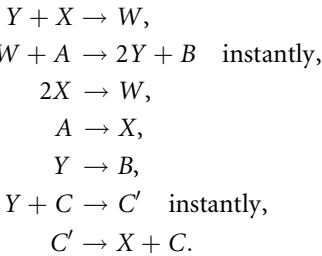 Y + X → W,
W + A → 2Y + B instantly,
2X → W,
A → X,
Y → B,
Y + C → C′ instantly,
C′ → X + C.